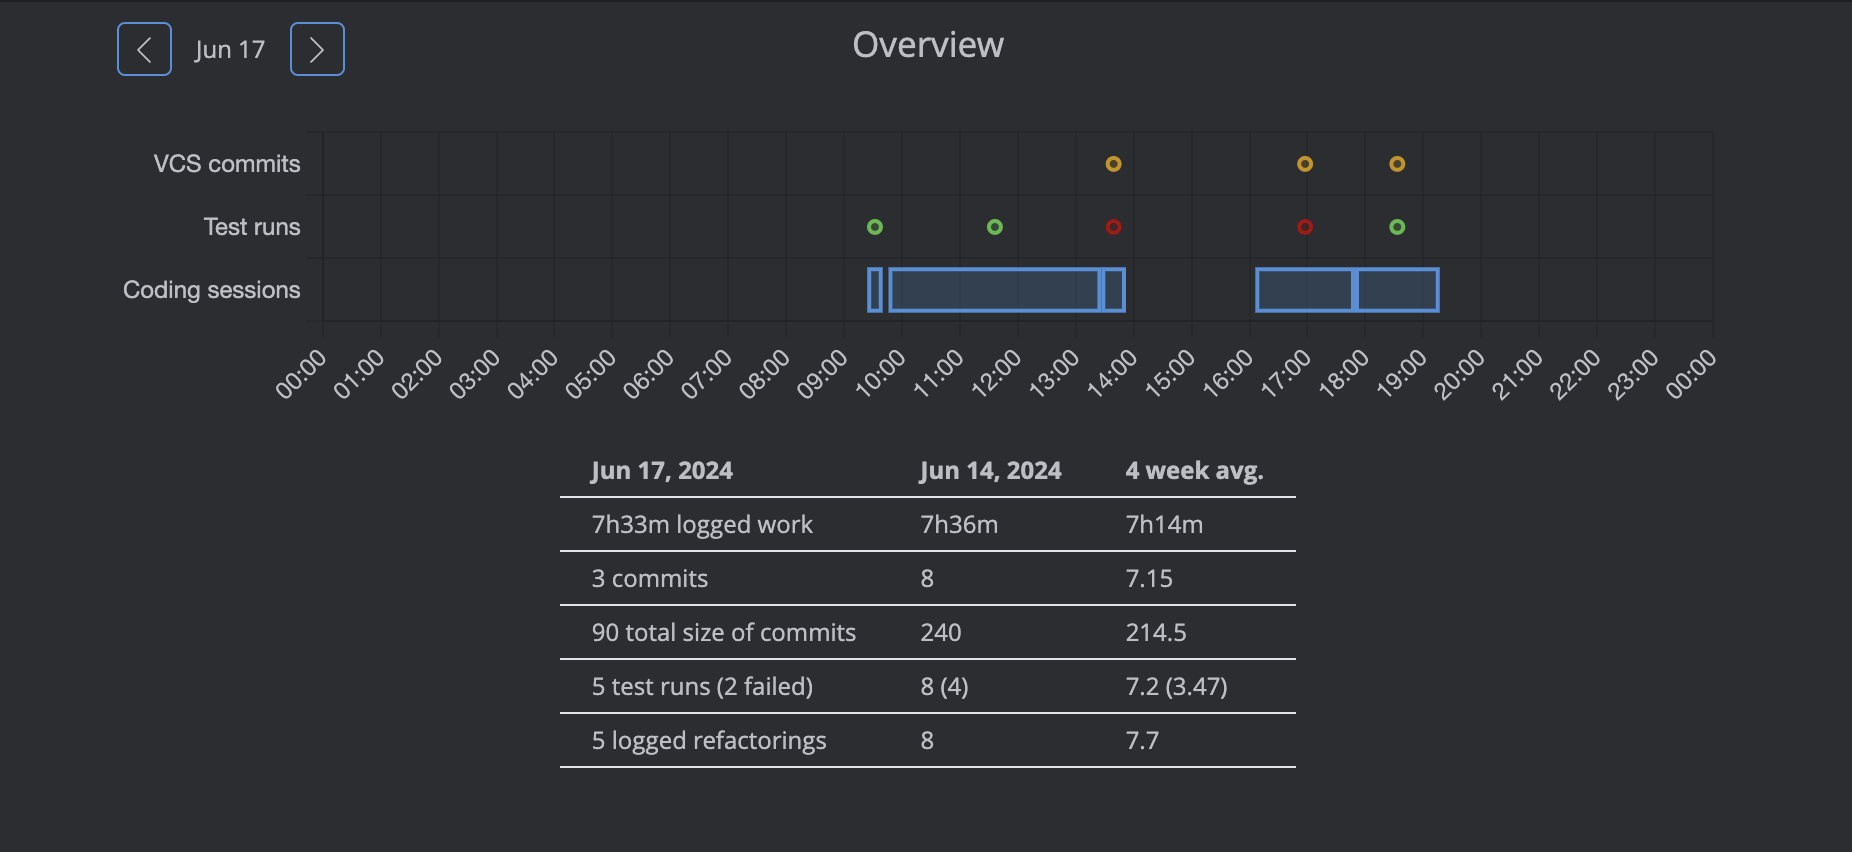 Jun 17
Overview
VCS commits
Test runs
Coding sessions
00:00 01:00 02:00 03:00 04:00 05:00 06:00 07:00 08:00 09:00 10:00 11:00 12:00 13:00 14:00 15:00 16:00 17:00 18:00 19:00 20:00 21:00 22:00 23:00 00:00
Jun 17, 2024 Jun 14, 2024 4 week avg.
7h33m logged work 7h36m 7h14m
3 commits 8 7.15
90 total size of commits 240 214.5
5 test runs (2 failed) 8 (4) 7.2 (3.47)
5 logged refactorings 8 7.7